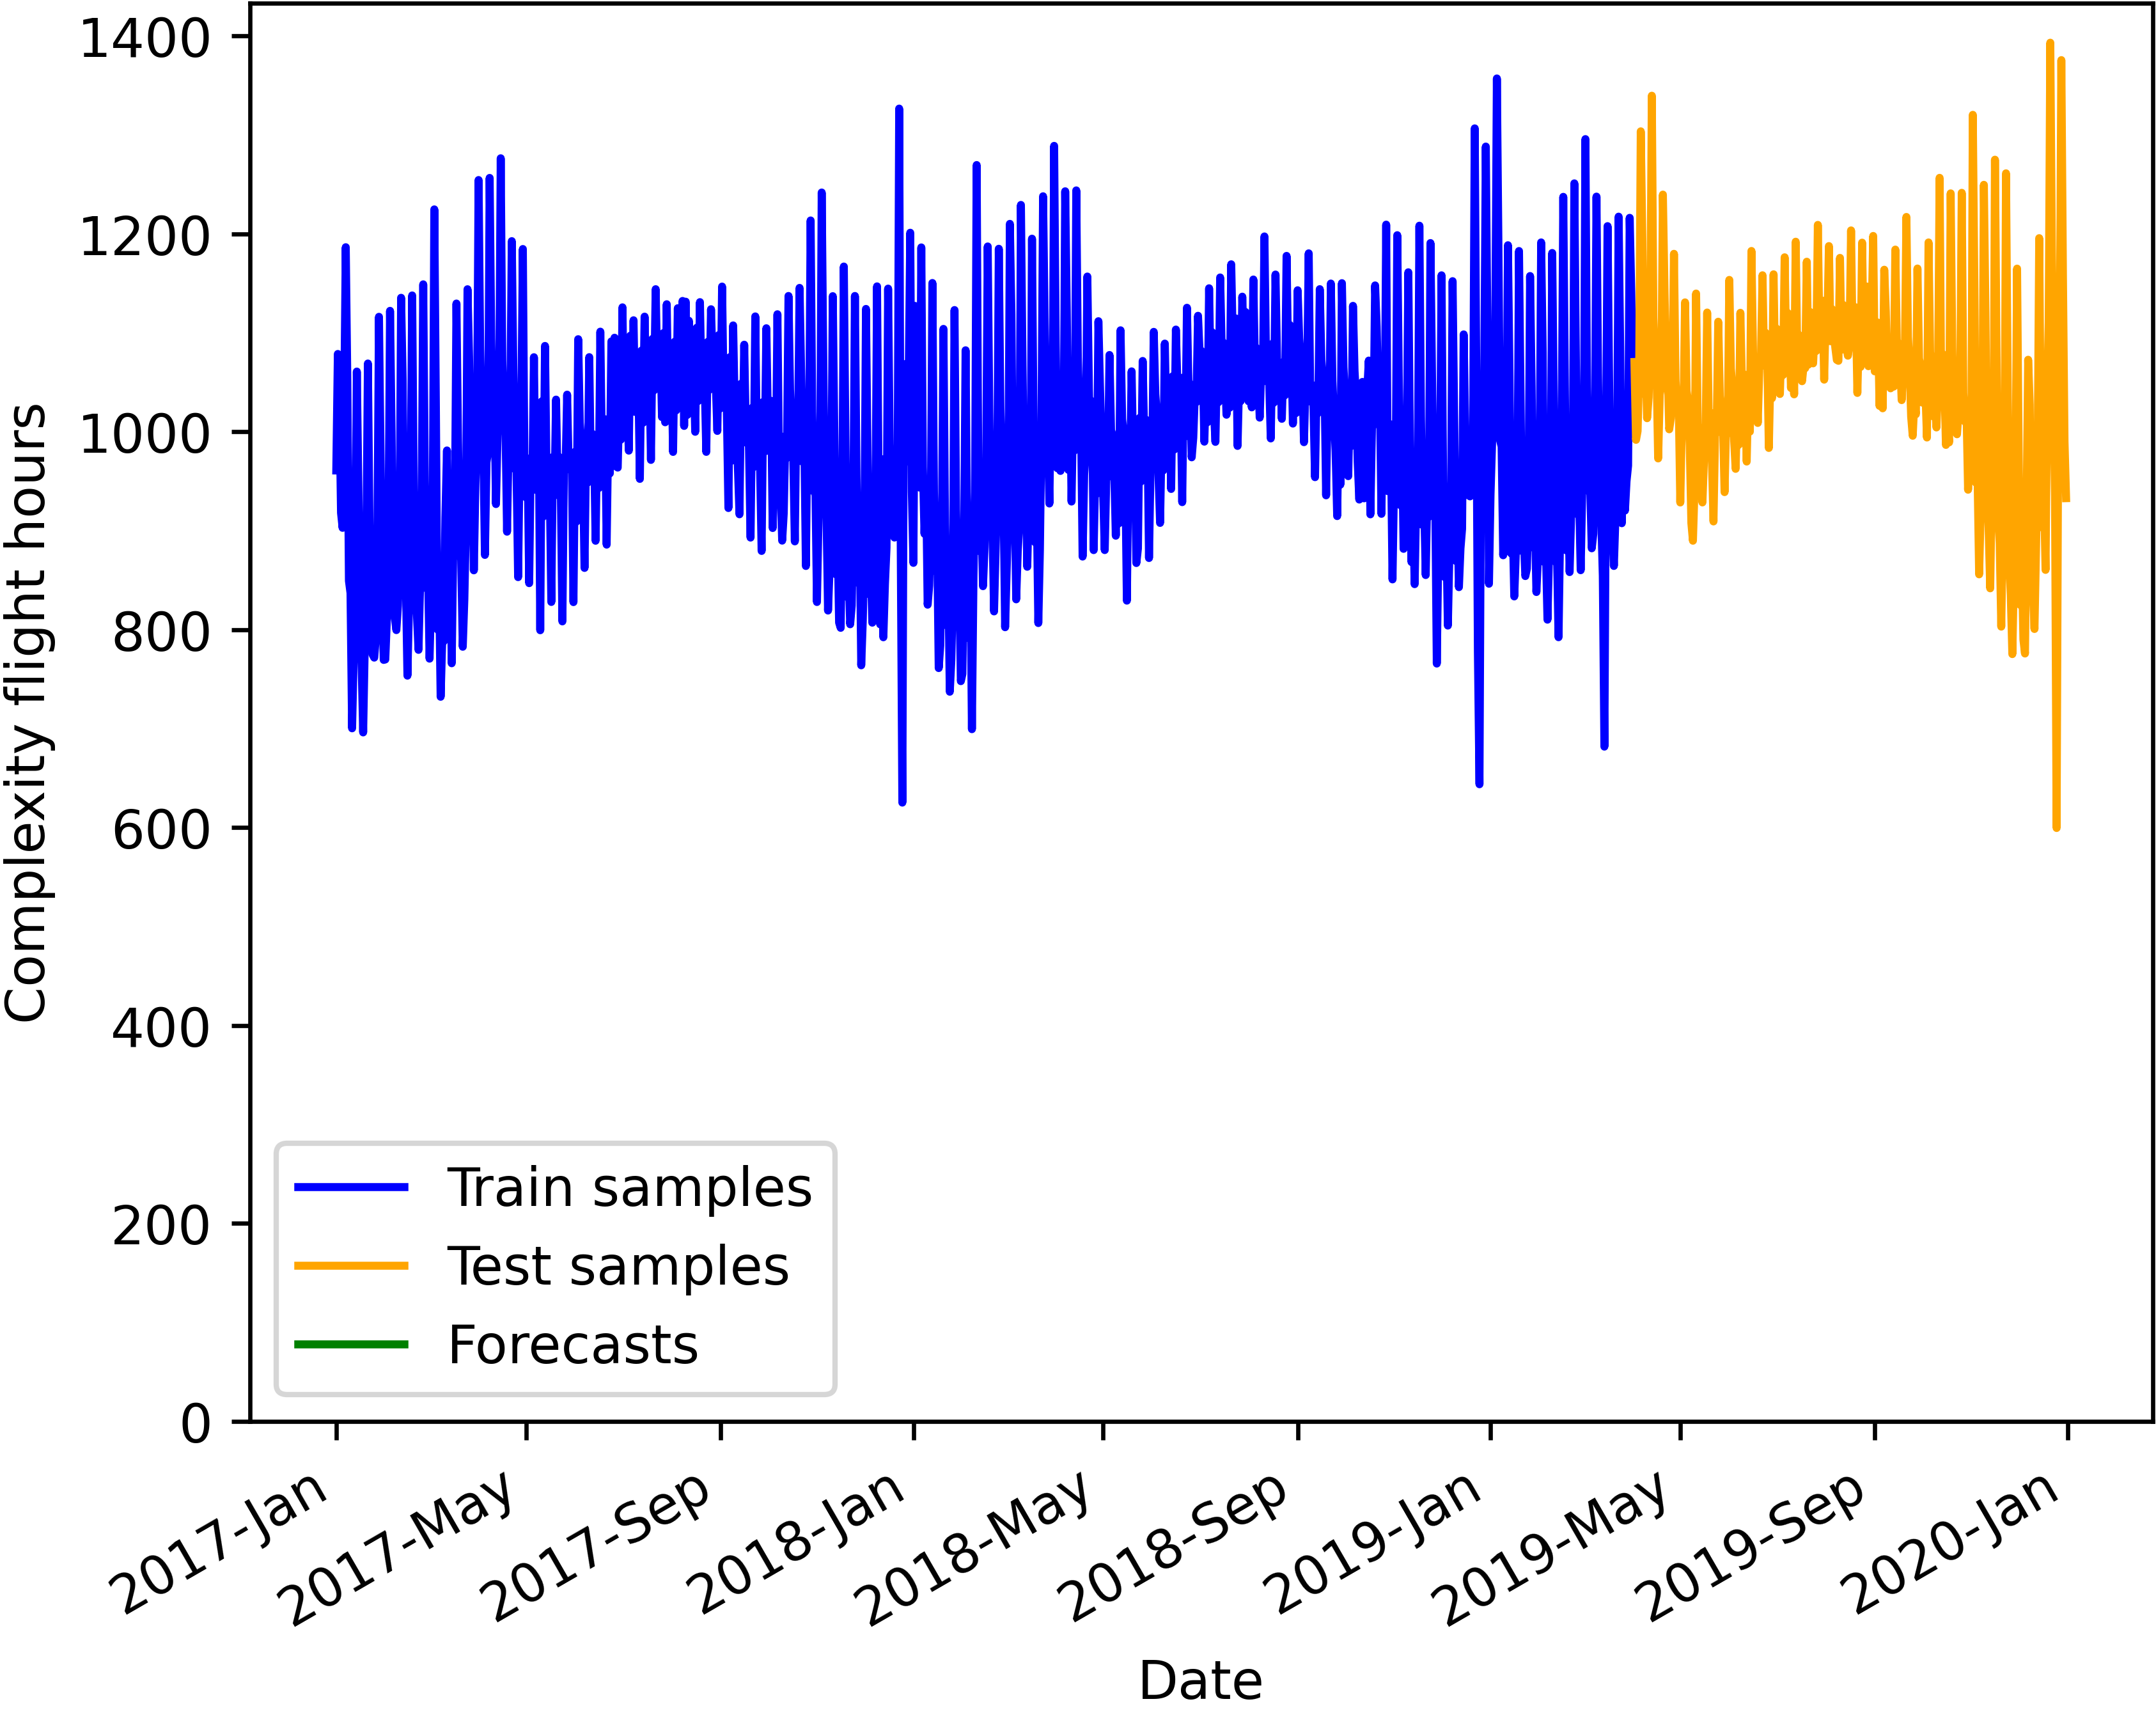 1400
1200
1000
800
600
400
200
0
Complexity flight hours
Train samples
Test samples
Forecasts
2017-Jan
2017-May
2017-Sep
2018-Jan
2018-May
2018-Sep
2019-Jan
2019-May
2019-Sep
2020-Jan
Date